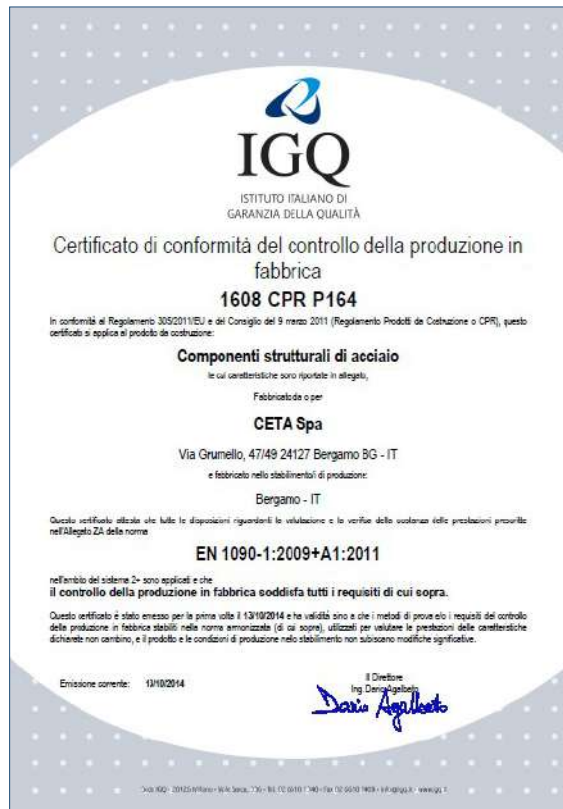 IGQ
ISTITUTO ITALIANO DI
GARANZIA DELLA QUALITÀ
Certificato di conformità del controllo della produzione in
fabbrica
1608 CPR P164
In conformità al Regolamento 305/2011/EU e del Consiglio del 9 marzo 2011 (Regolamento Prodotti da Costruzione o CPR), questo
certificato si applica al prodotto da costruzione:
Componenti strutturali di acciaio
le cui caratteristiche sono riportate in allegato,
Fabbricato da o per
CETA Spa
Via Grumello, 47/49 24127 Bergamo BG - IT
e fabbricato nello stabilimento/i di produzione:
Bergamo - IT
Questo certificato attesta che tutte le disposizioni riguardanti la valutazione e la verifica della costanza delle prestazioni prescritte
nell'Allegato ZA della norma
EN 1090-1:2009+A1:2011
nell'ambito del sistema 2+ sono applicati e che
il controllo della produzione in fabbrica soddisfa tutti i requisiti di cui sopra.
Questo certificato è stato emesso per la prima volta il 13/10/2014 e ha validità sino a che i metodi di prova e/o i requisiti del controllo
della produzione in fabbrica stabiliti nella norma armonizzata (di cui sopra), utilizzati per valutare le prestazioni delle caratteristiche
dichiarate non cambino, e il prodotto e le condizioni di produzione nello stabilimento non subiscano modifiche significative.
Emissione corrente: 13/10/2014
Il Direttore
Ing. Dario Agalbato
Dario Agalbato
IGQ - 20126 Milano - Viale Sarca,